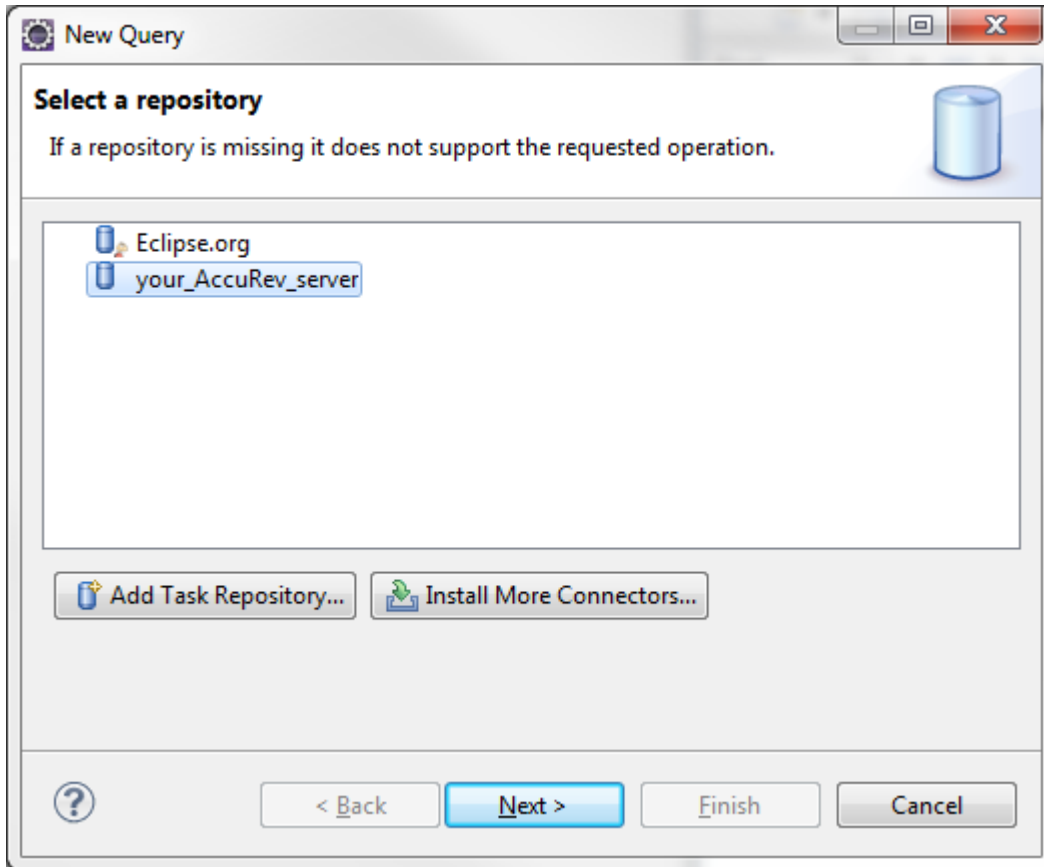 New Query
Select a repository
If a repository is missing it does not support the requested operation.
Eclipse.org
your_AccuRev_server
Add Task Repository... Install More Connectors...
? < Back Next > Finish Cancel